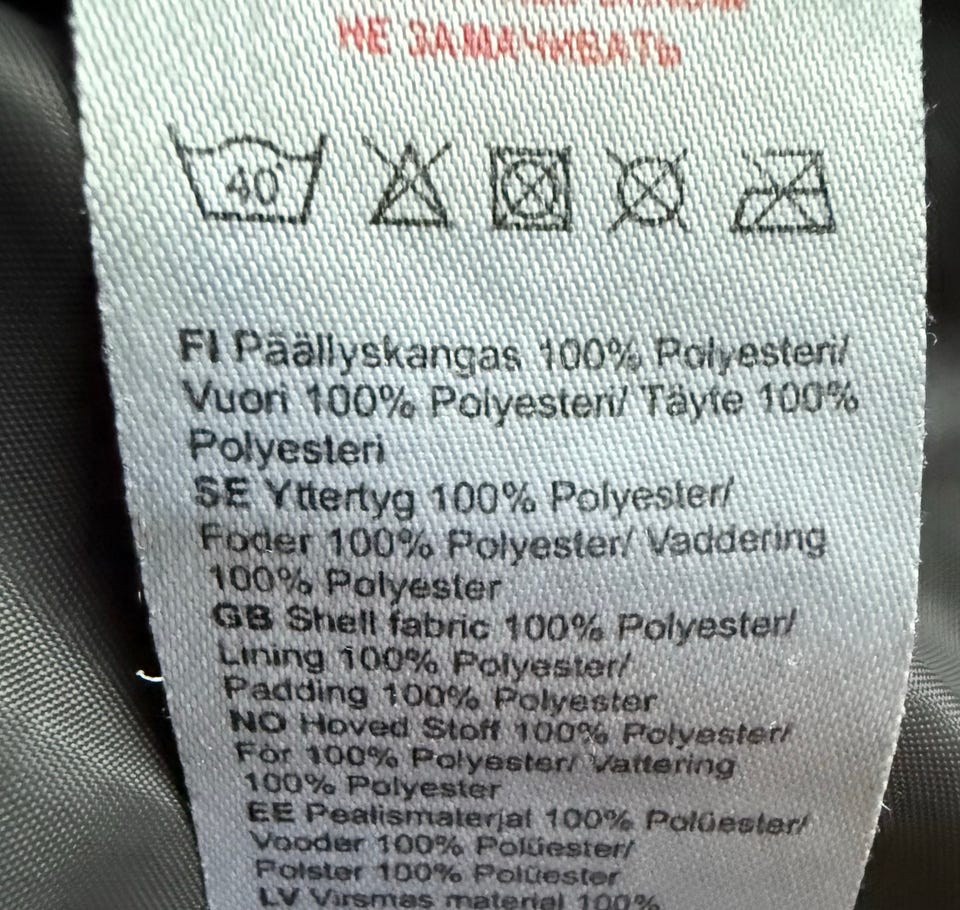 НЕ ЗАМАЧИВАТЬ
40
FI Päällyskangas 100% Polyesteri/
Vuori 100% Polyesteri/ Täyte 100%
Polyesteri
SE Yttertyg 100% Polyester/
Foder 100% Polyester/ Vaddering
100% Polyester
GB Shell fabric 100% Polyester/
Lining 100% Polyester/
Padding 100% Polyester
NO Hoved Stoff 100% Polyester/
Fór 100% Polyester/ Vattering
100% Polyester
EE Pealismaterjal 100% Polüester/
Vooder 100% Polüester/
Polster 100% Polüester
LV Virsmas material 100%